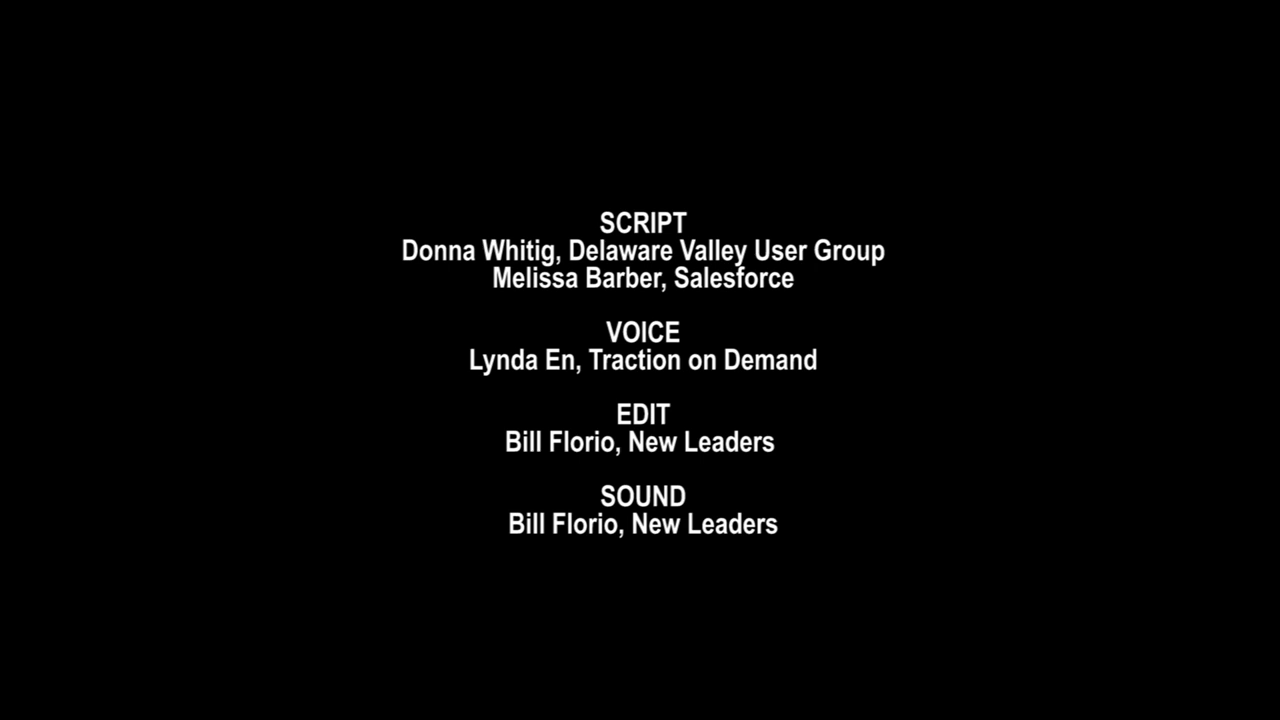 SCRIPT
Donna Whitig, Delaware Valley User Group
Melissa Barber, Salesforce
VOICE
Lynda En, Traction on Demand
EDIT
Bill Florio, New Leaders
SOUND
Bill Florio, New Leaders